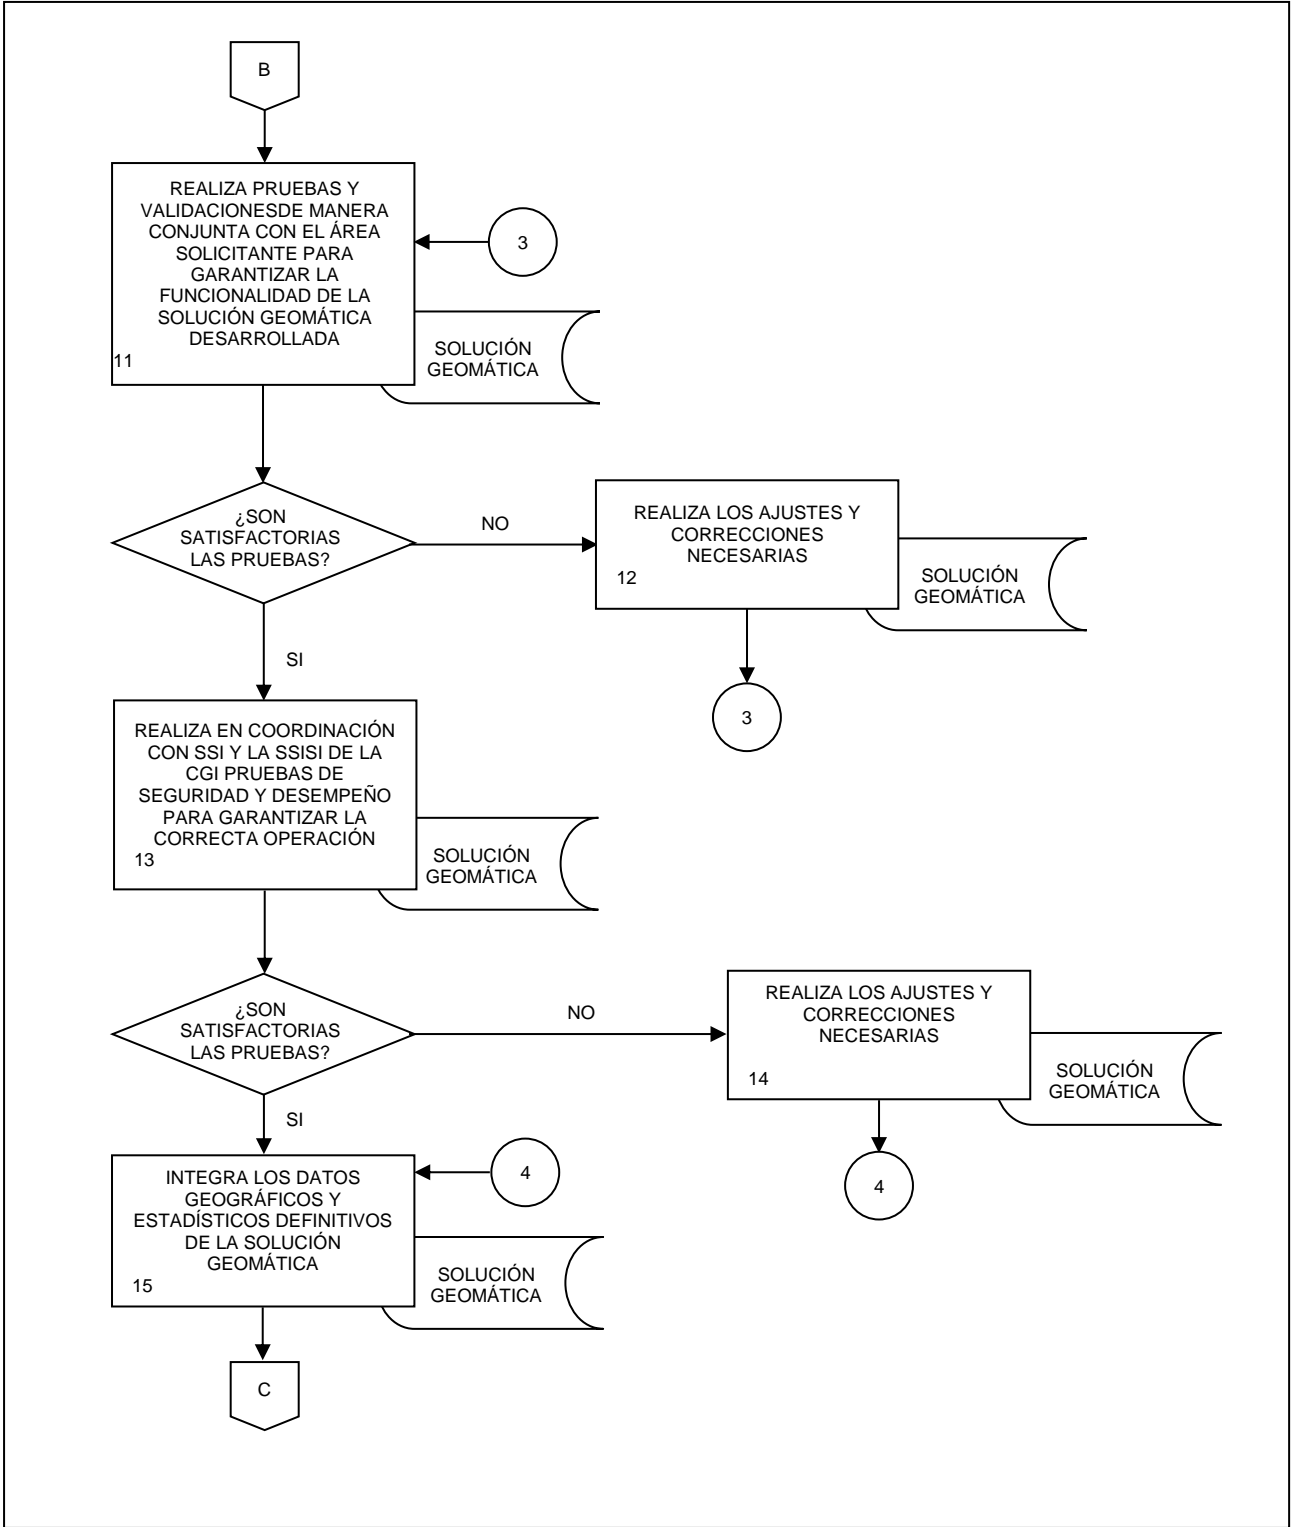 B
REALIZA PRUEBAS Y
VALIDACIONESDE MANERA
CONJUNTA CON EL ÁREA
SOLICITANTE PARA
GARANTIZAR LA
FUNCIONALIDAD DE LA
SOLUCIÓN GEOMÁTICA
DESARROLLADA
11
3
SOLUCIÓN
GEOMÁTICA
¿SON
SATISFACTORIAS
LAS PRUEBAS?
NO
REALIZA LOS AJUSTES Y
CORRECCIONES
NECESARIAS
12
SOLUCIÓN
GEOMÁTICA
3
SI
REALIZA EN COORDINACIÓN
CON SSI Y LA SSISI DE LA
CGI PRUEBAS DE
SEGURIDAD Y DESEMPEÑO
PARA GARANTIZAR LA
CORRECTA OPERACIÓN
13
SOLUCIÓN
GEOMÁTICA
¿SON
SATISFACTORIAS
LAS PRUEBAS?
NO
REALIZA LOS AJUSTES Y
CORRECCIONES
NECESARIAS
14
SOLUCIÓN
GEOMÁTICA
4
SI
4
INTEGRA LOS DATOS
GEOGRÁFICOS Y
ESTADÍSTICOS DEFINITIVOS
DE LA SOLUCIÓN
GEOMÁTICA
15
SOLUCIÓN
GEOMÁTICA
C